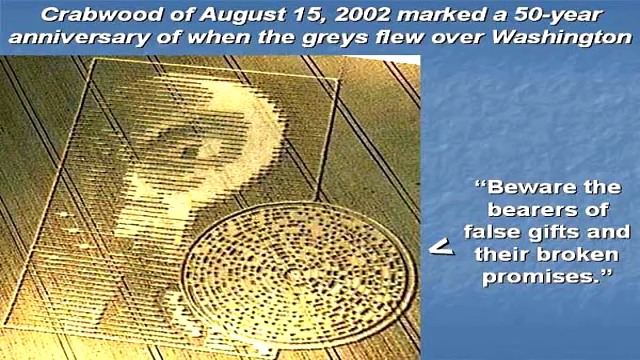 Crabwood of August 15, 2002 marked a 50-year
anniversary of when the greys flew over Washington
“Beware the
bearers of
false gifts and
their broken
promises.”